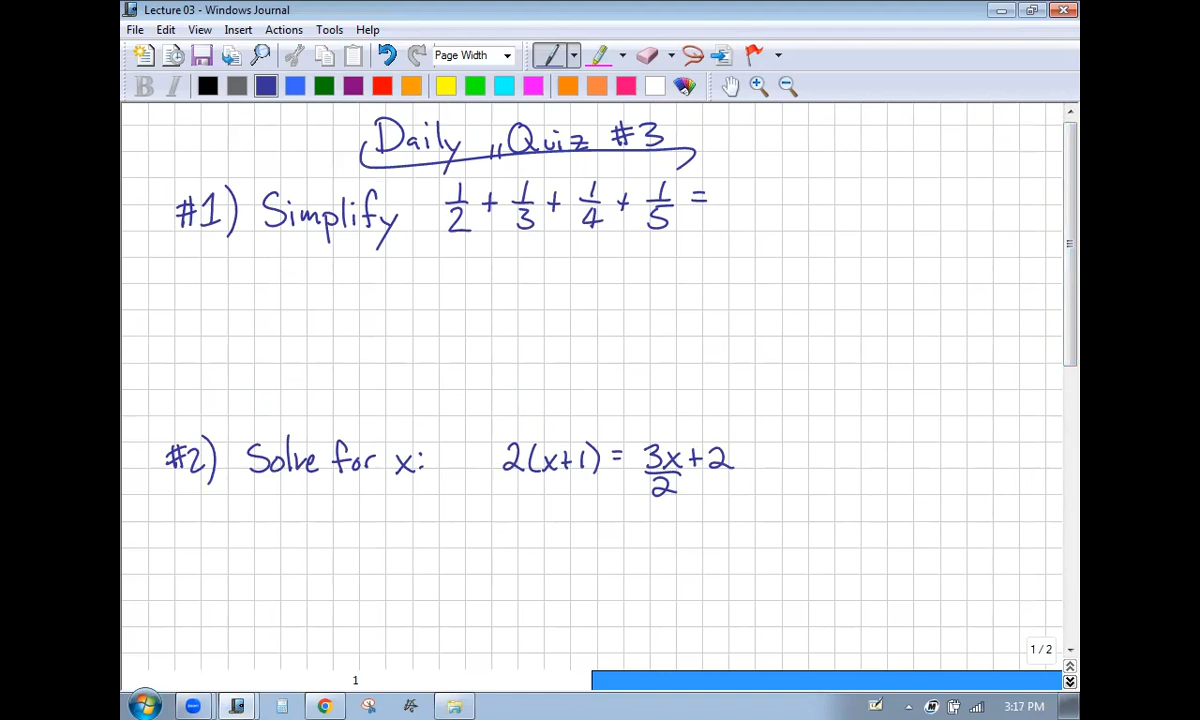 Lecture 03 - Windows Journal
File Edit View Insert Actions Tools Help
Page Width
B I
Daily Quiz #3
#1) Simplify 1/2 + 1/3 + 1/4 + 1/5 =
#2) Solve for x: 2(x+1) = 3x/2 + 2
1 / 2
1
3:17 PM